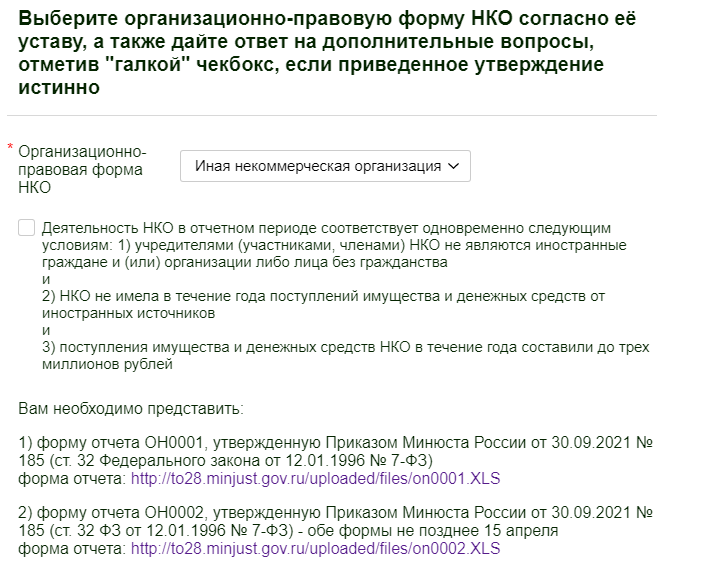 Выберите организационно-правовую форму НКО согласно её
уставу, а также дайте ответ на дополнительные вопросы,
отметив "галкой" чекбокс, если приведенное утверждение
истинно
* Организационно-
правовая форма
НКО
Иная некоммерческая организация
Деятельность НКО в отчетном периоде соответствует одновременно следующим
условиям: 1) учредителями (участниками, членами) НКО не являются иностранные
граждане и (или) организации либо лица без гражданства
и
2) НКО не имела в течение года поступлений имущества и денежных средств от
иностранных источников
и
3) поступления имущества и денежных средств НКО в течение года составили до трех
миллионов рублей
Вам необходимо представить:
1) форму отчета ОН0001, утвержденную Приказом Минюста России от 30.09.2021 №
185 (ст. 32 Федерального закона от 12.01.1996 № 7-ФЗ)
форма отчета: http://to28.minjust.gov.ru/uploaded/files/on0001.XLS
2) форму отчета ОН0002, утвержденную Приказом Минюста России от 30.09.2021 №
185 (ст. 32 ФЗ от 12.01.1996 № 7-ФЗ) - обе формы не позднее 15 апреля
форма отчета: http://to28.minjust.gov.ru/uploaded/files/on0002.XLS